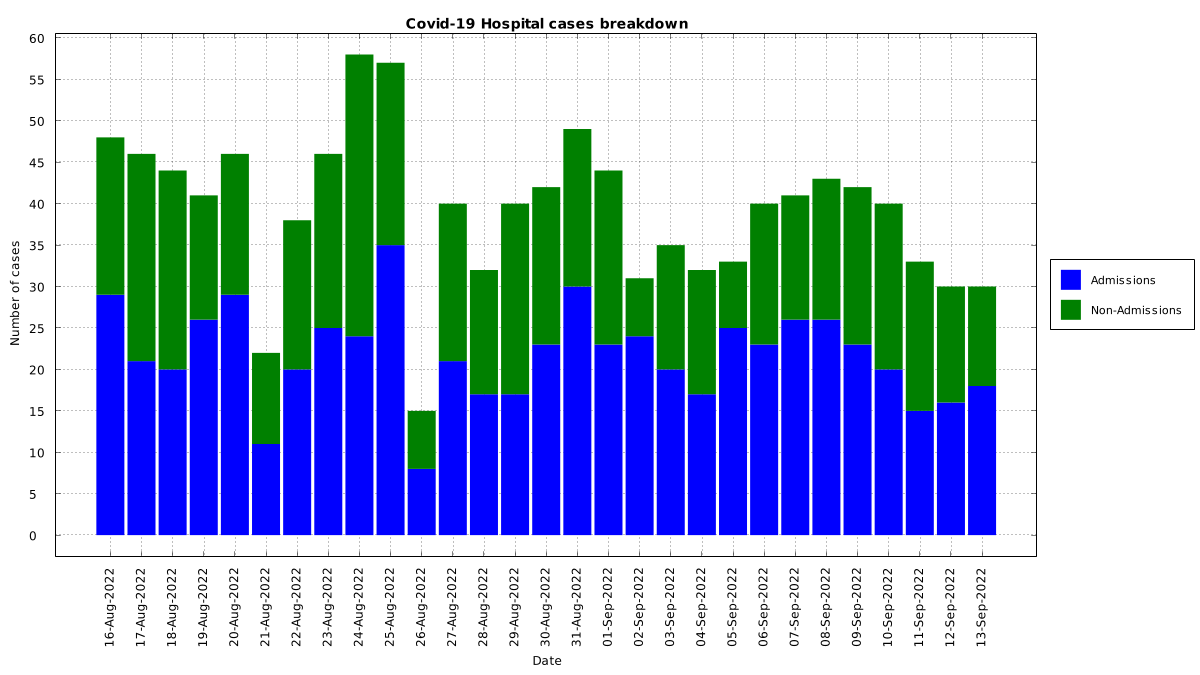 Covid-19 Hospital cases breakdown
60
55
50
45
40
35
30
25
20
15
10
5
0
Number of cases
16-Aug-2022
17-Aug-2022
18-Aug-2022
19-Aug-2022
20-Aug-2022
21-Aug-2022
22-Aug-2022
23-Aug-2022
24-Aug-2022
25-Aug-2022
26-Aug-2022
27-Aug-2022
28-Aug-2022
29-Aug-2022
30-Aug-2022
31-Aug-2022
01-Sep-2022
02-Sep-2022
03-Sep-2022
04-Sep-2022
05-Sep-2022
06-Sep-2022
07-Sep-2022
08-Sep-2022
09-Sep-2022
10-Sep-2022
11-Sep-2022
12-Sep-2022
13-Sep-2022
Date
Admissions
Non-Admissions